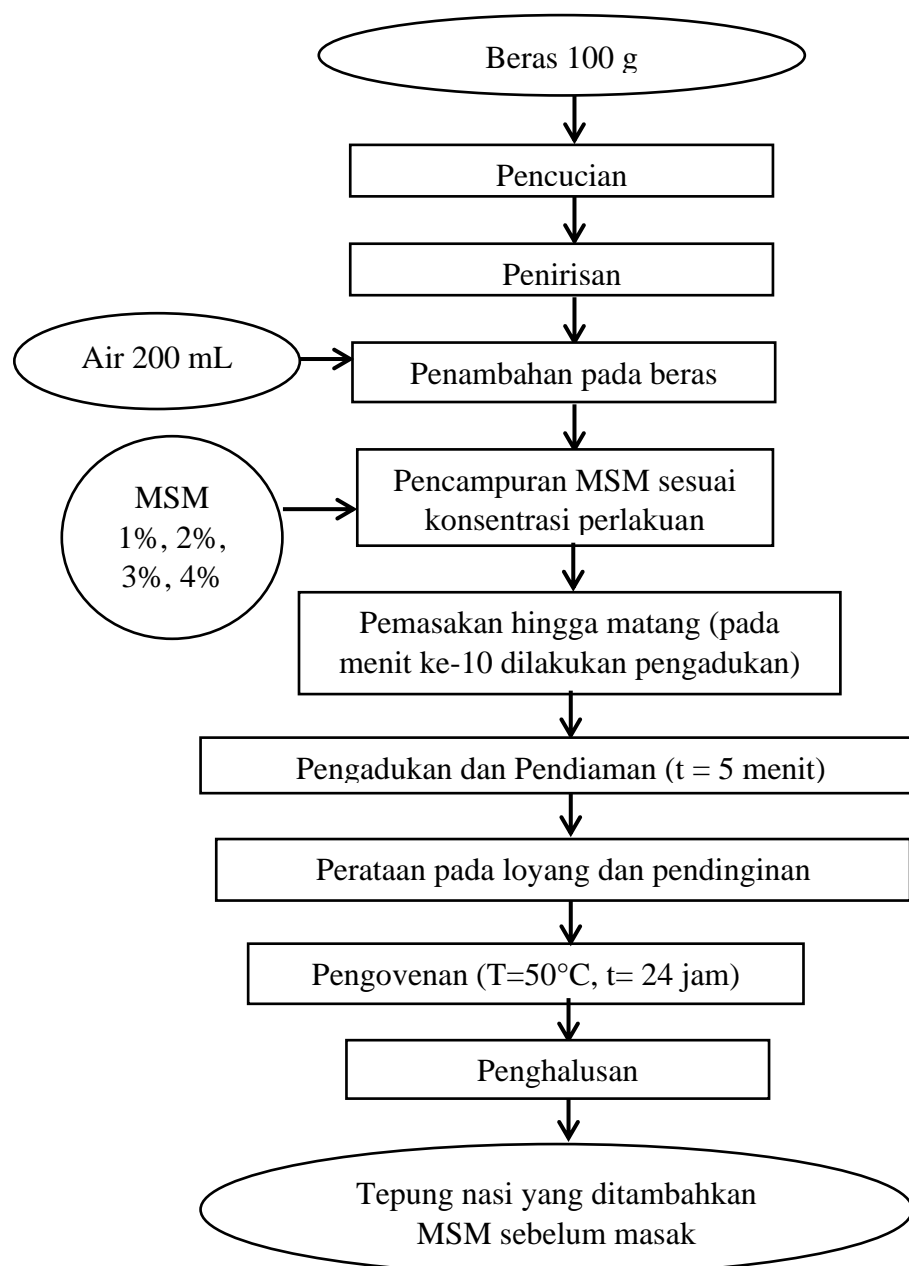 Beras 100 g
Pencucian
Penirisan
Air 200 mL
Penambahan pada beras
MSM
1%, 2%,
3%, 4%
Pencampuran MSM sesuai
konsentrasi perlakuan
Pemasakan hingga matang (pada
menit ke-10 dilakukan pengadukan)
Pengadukan dan Pendiaman (t = 5 menit)
Perataan pada loyang dan pendinginan
Pengovenan (T=50°C, t= 24 jam)
Penghalusan
Tepung nasi yang ditambahkan
MSM sebelum masak